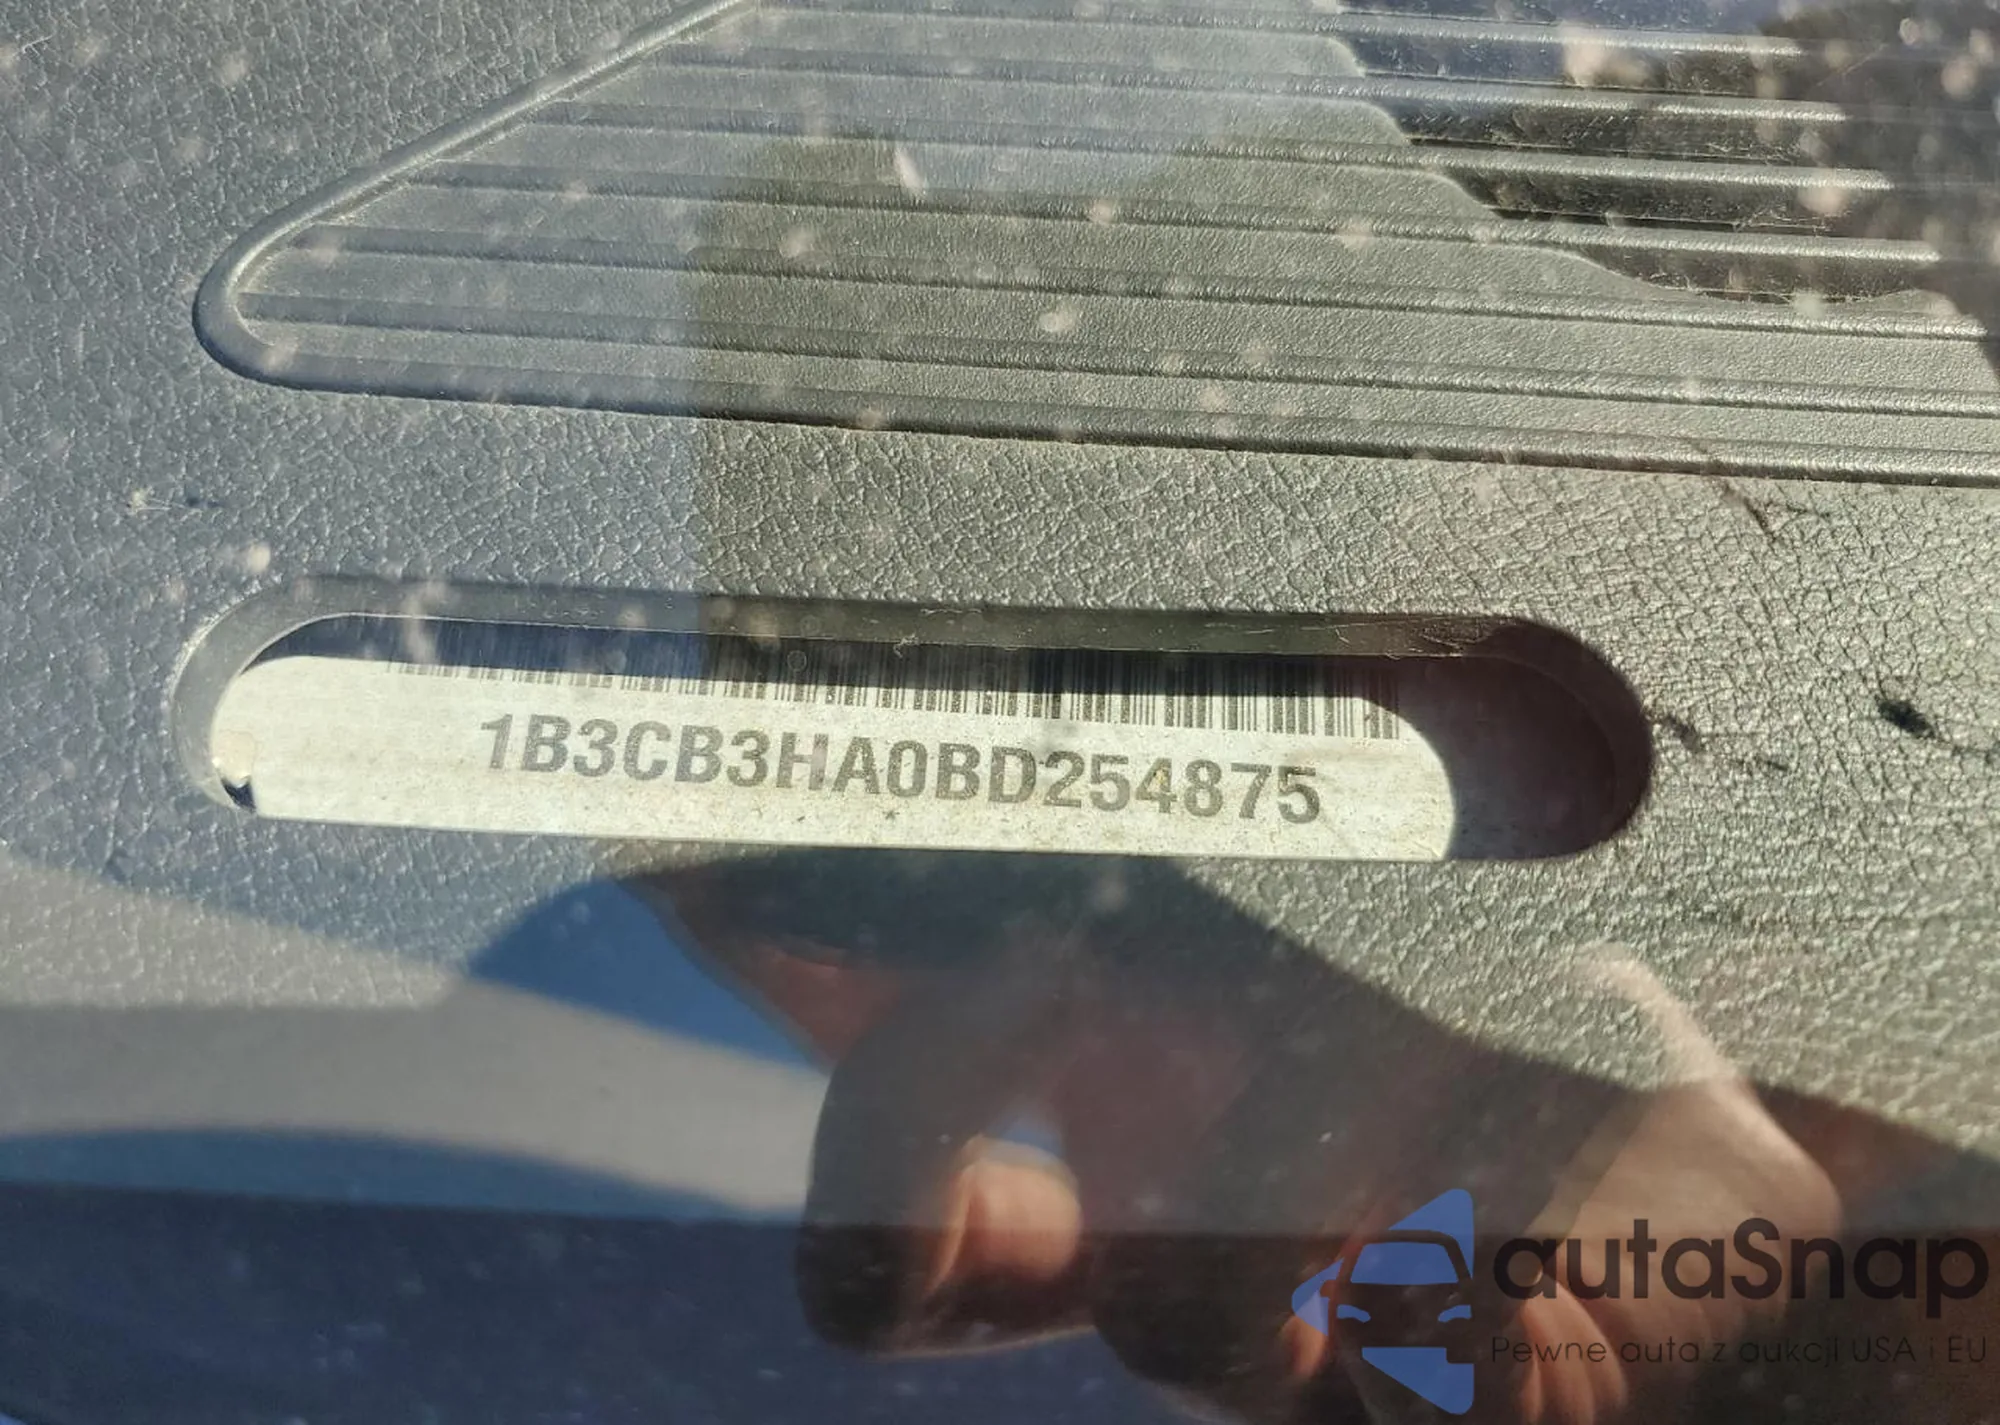 1B3CB3HA0BD254875
autaSnap
Pewne auta z aukcji USA i EU